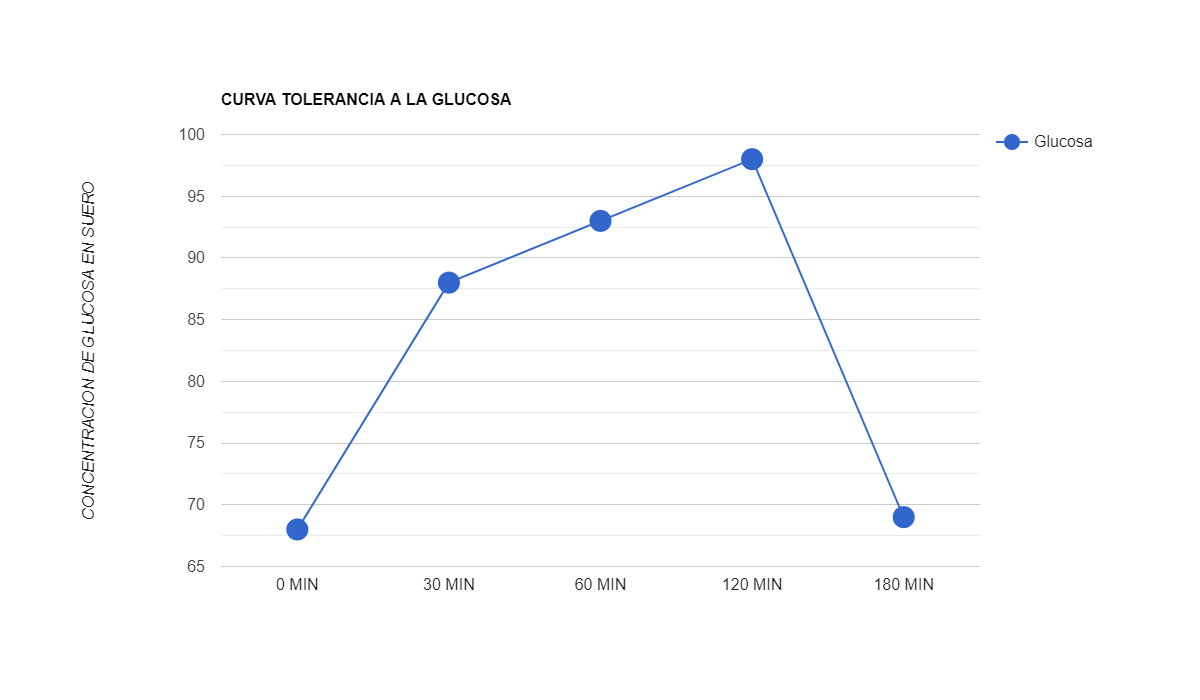 CURVA TOLERANCIA A LA GLUCOSA
100
95
90
85
80
75
70
65
CONCENTRACION DE GLUCOSA EN SUERO
0 MIN
30 MIN
60 MIN
120 MIN
180 MIN
Glucosa